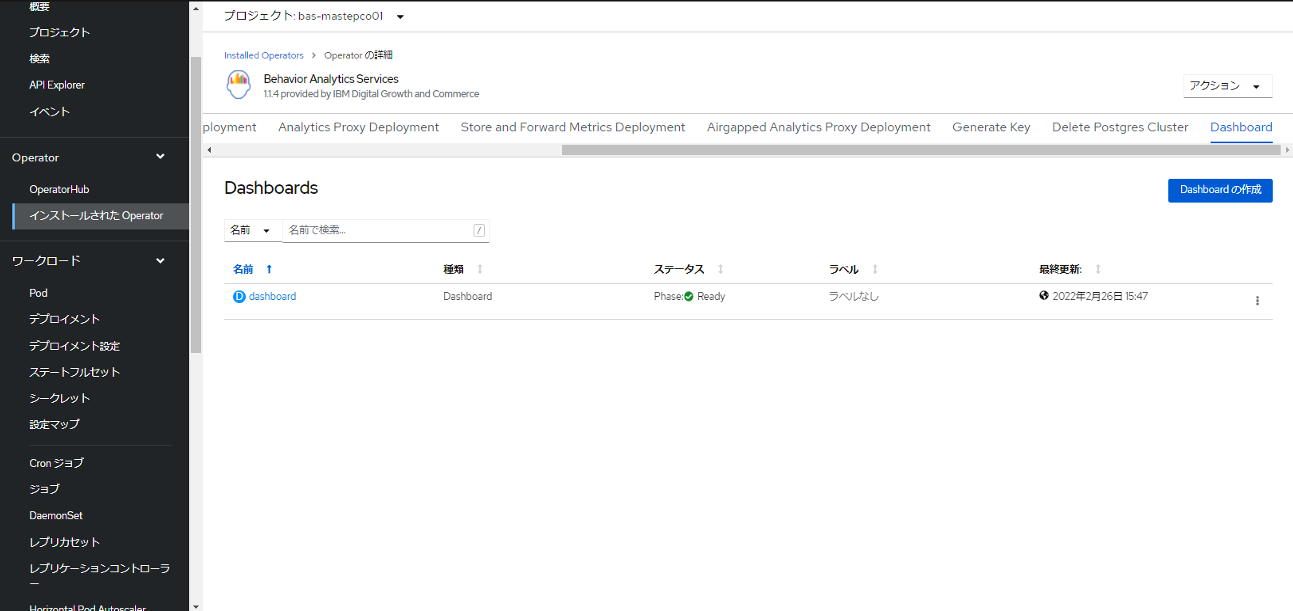 概要
プロジェクト
検索
API Explorer
イベント
Operator
OperatorHub
インストールされた Operator
ワークロード
Pod
デプロイメント
デプロイメント設定
ステートフルセット
シークレット
設定マップ
Cron ジョブ
ジョブ
DaemonSet
レプリカセット
レプリケーションコントローラー
Horizontal Pod Autoscaler
プロジェクト: bas-mastepco01
Installed Operators > Operator の詳細
Behavior Analytics Services
1.1.4 provided by IBM Digital Growth and Commerce
アクション
ployment Analytics Proxy Deployment Store and Forward Metrics Deployment Airgapped Analytics Proxy Deployment Generate Key Delete Postgres Cluster Dashboard
Dashboards
Dashboard の作成
名前 名前で検索... /
名前 種類 ステータス ラベル 最終更新:
D dashboard Dashboard Phase: Ready ラベルなし 2022年2月26日 15:47